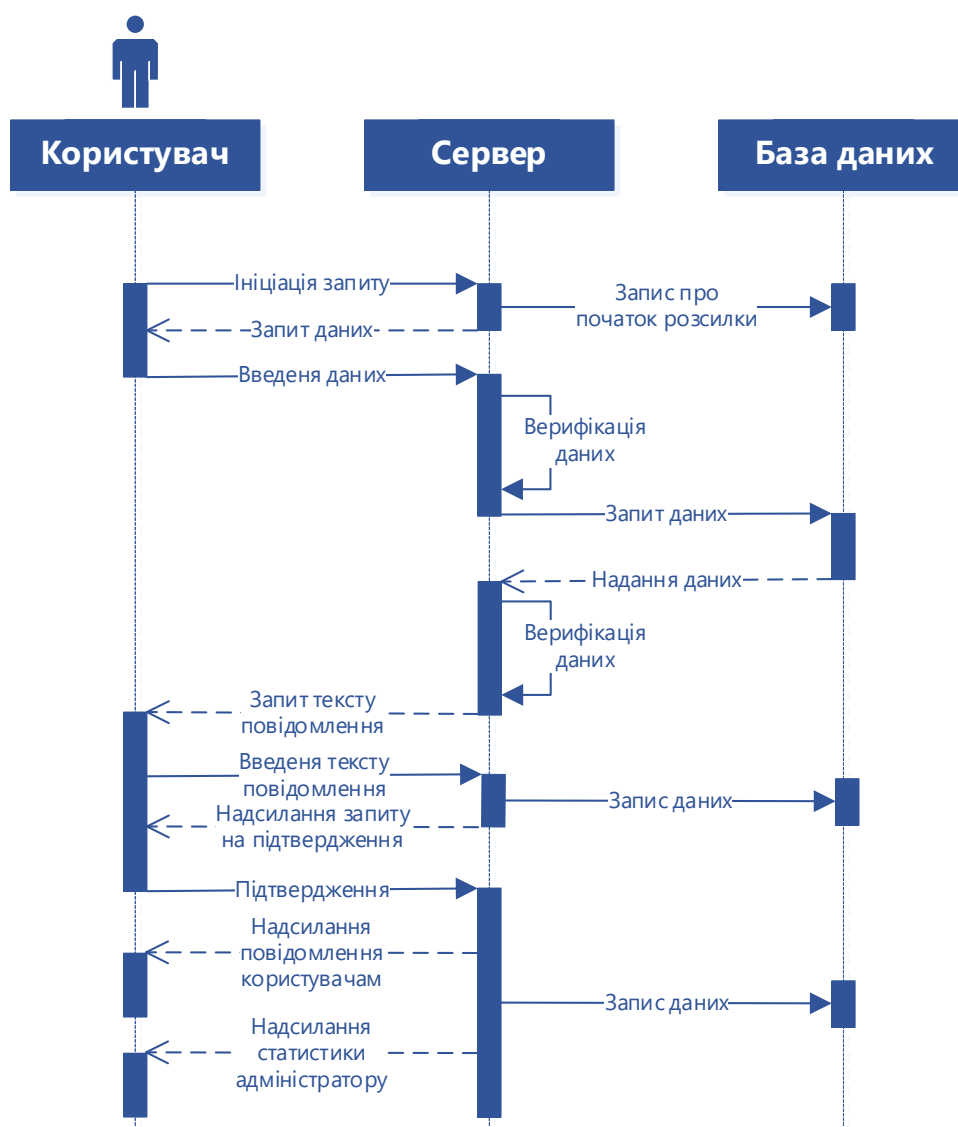 Користувач
Сервер
База даних
Ініціація запиту
Запис про
початок розсилки
Запит даних
Введеня даних
Верифікація
даних
Запит даних
Надання даних
Верифікація
даних
Запит тексту
повідомлення
Введеня тексту
повідомлення
Запис даних
Надсилання запиту
на підтвердження
Підтвердження
Надсилання
повідомлення
користувачам
Запис даних
Надсилання
статистики
адміністратору